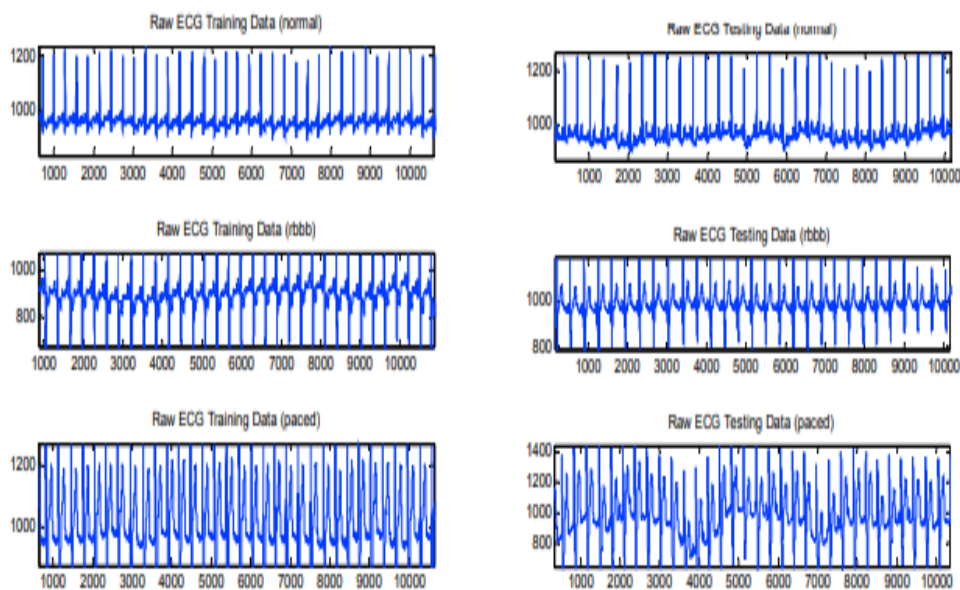 Raw ECG Training Data (normal)
1200
1000
1000 2000 3000 4000 5000 6000 7000 8000 9000 10000
Raw ECG Testing Data (normal)
1200
1000
1000 2000 3000 4000 5000 6000 7000 8000 9000 10000
Raw ECG Training Data (rbbb)
1000
800
1000 2000 3000 4000 5000 6000 7000 8000 9000 10000
Raw ECG Testing Data (rbbb)
1000
800
1000 2000 3000 4000 5000 6000 7000 8000 9000 10000
Raw ECG Training Data (paced)
1200
1000
1000 2000 3000 4000 5000 6000 7000 8000 9000 10000
Raw ECG Testing Data (paced)
1400
1200
1000
800
1000 2000 3000 4000 5000 6000 7000 8000 9000 10000